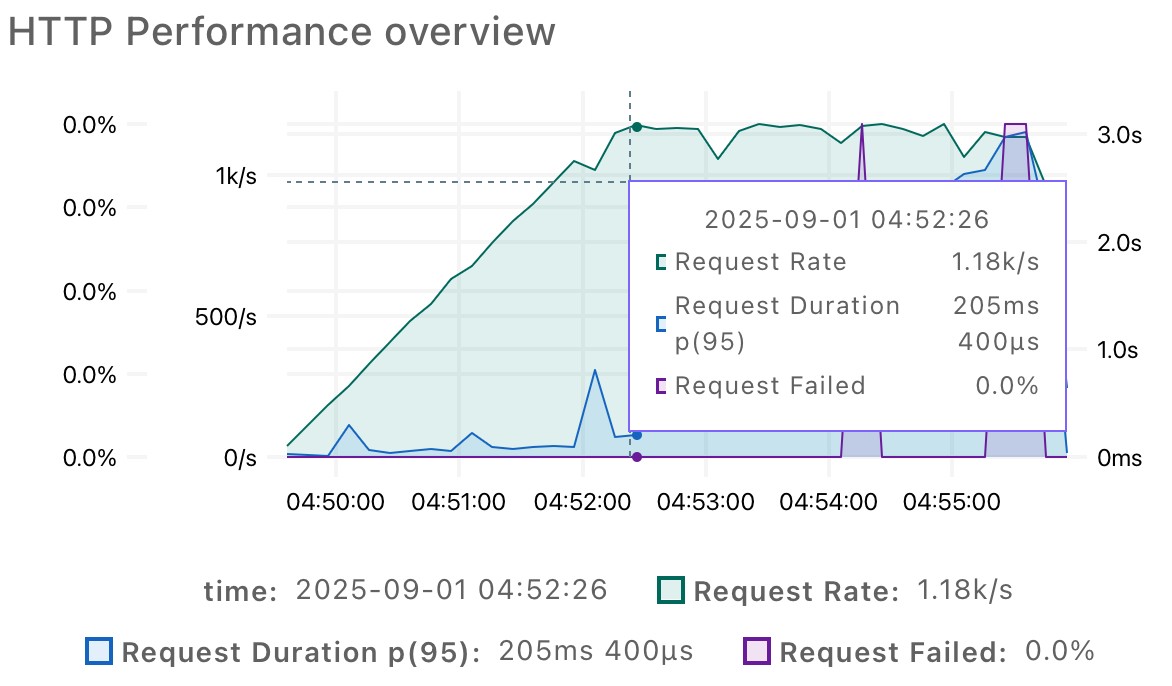 HTTP Performance overview
0.0%
3.0s
1k/s
0.0%
2025-09-01 04:52:26
2.0s
Request Rate 1.18k/s
0.0%
Request Duration 205ms
500/s
p(95) 400µs
1.0s
0.0%
Request Failed 0.0%
0.0%
0/s
0ms
04:50:00 04:51:00 04:52:00 04:53:00 04:54:00 04:55:00
time: 2025-09-01 04:52:26 Request Rate: 1.18k/s
Request Duration p(95): 205ms 400µs Request Failed: 0.0%